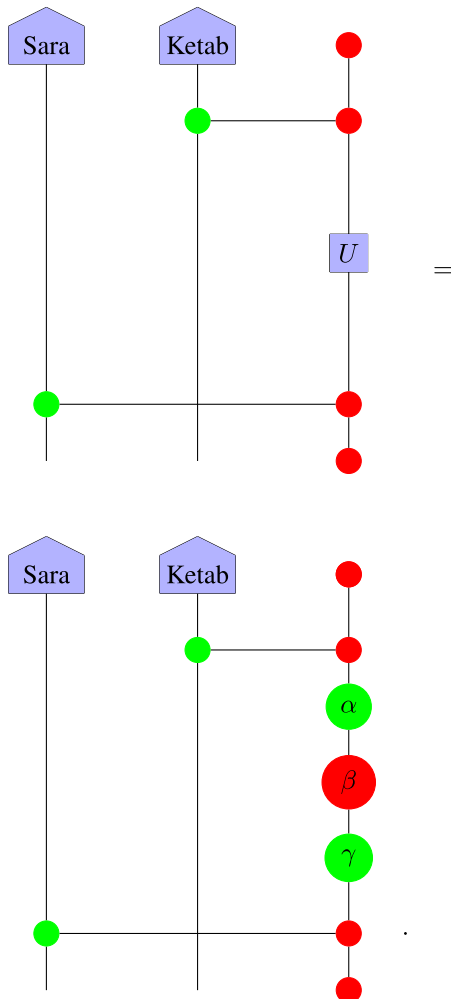 Sara Ketab
U
=
Sara Ketab
α
β
γ
.